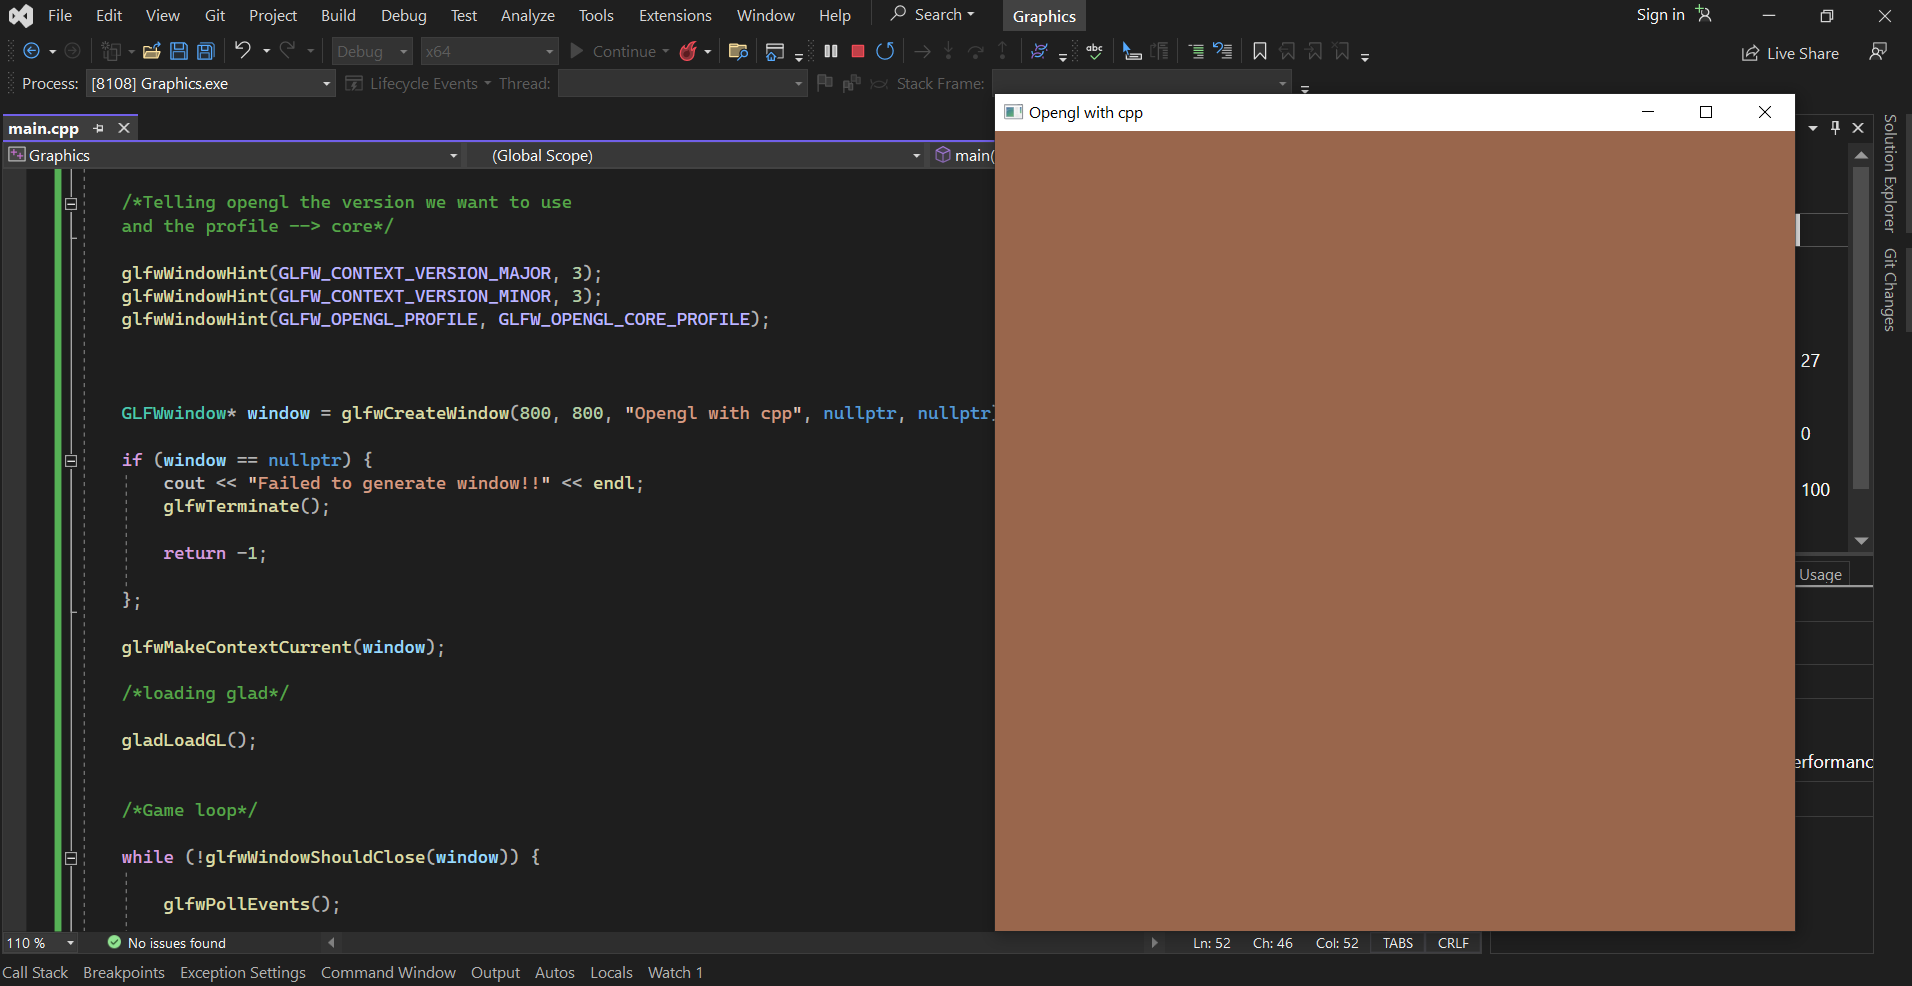 File Edit View Git Project Build Debug Test Analyze Tools Extensions Window Help Search Graphics Sign in
Debug x64 Continue abc Live Share
Process: [8108] Graphics.exe Lifecycle Events Thread: Stack Frame:
Opengl with cpp
main.cpp
Graphics (Global Scope) main(
Solution Explorer
Git Changes
/*Telling opengl the version we want to use
and the profile --> core*/
glfwWindowHint(GLFW_CONTEXT_VERSION_MAJOR, 3);
glfwWindowHint(GLFW_CONTEXT_VERSION_MINOR, 3);
glfwWindowHint(GLFW_OPENGL_PROFILE, GLFW_OPENGL_CORE_PROFILE);
27
GLFWwindow* window = glfwCreateWindow(800, 800, "Opengl with cpp", nullptr, nullptr)
0
if (window == nullptr) {
cout << "Failed to generate window!!" << endl;
100
glfwTerminate();
return -1;
Usage
};
glfwMakeContextCurrent(window);
/*loading glad*/
gladLoadGL();
erformanc
/*Game loop*/
while (!glfwWindowShouldClose(window)) {
glfwPollEvents();
110 % No issues found Ln: 52 Ch: 46 Col: 52 TABS CRLF
Call Stack Breakpoints Exception Settings Command Window Output Autos Locals Watch 1